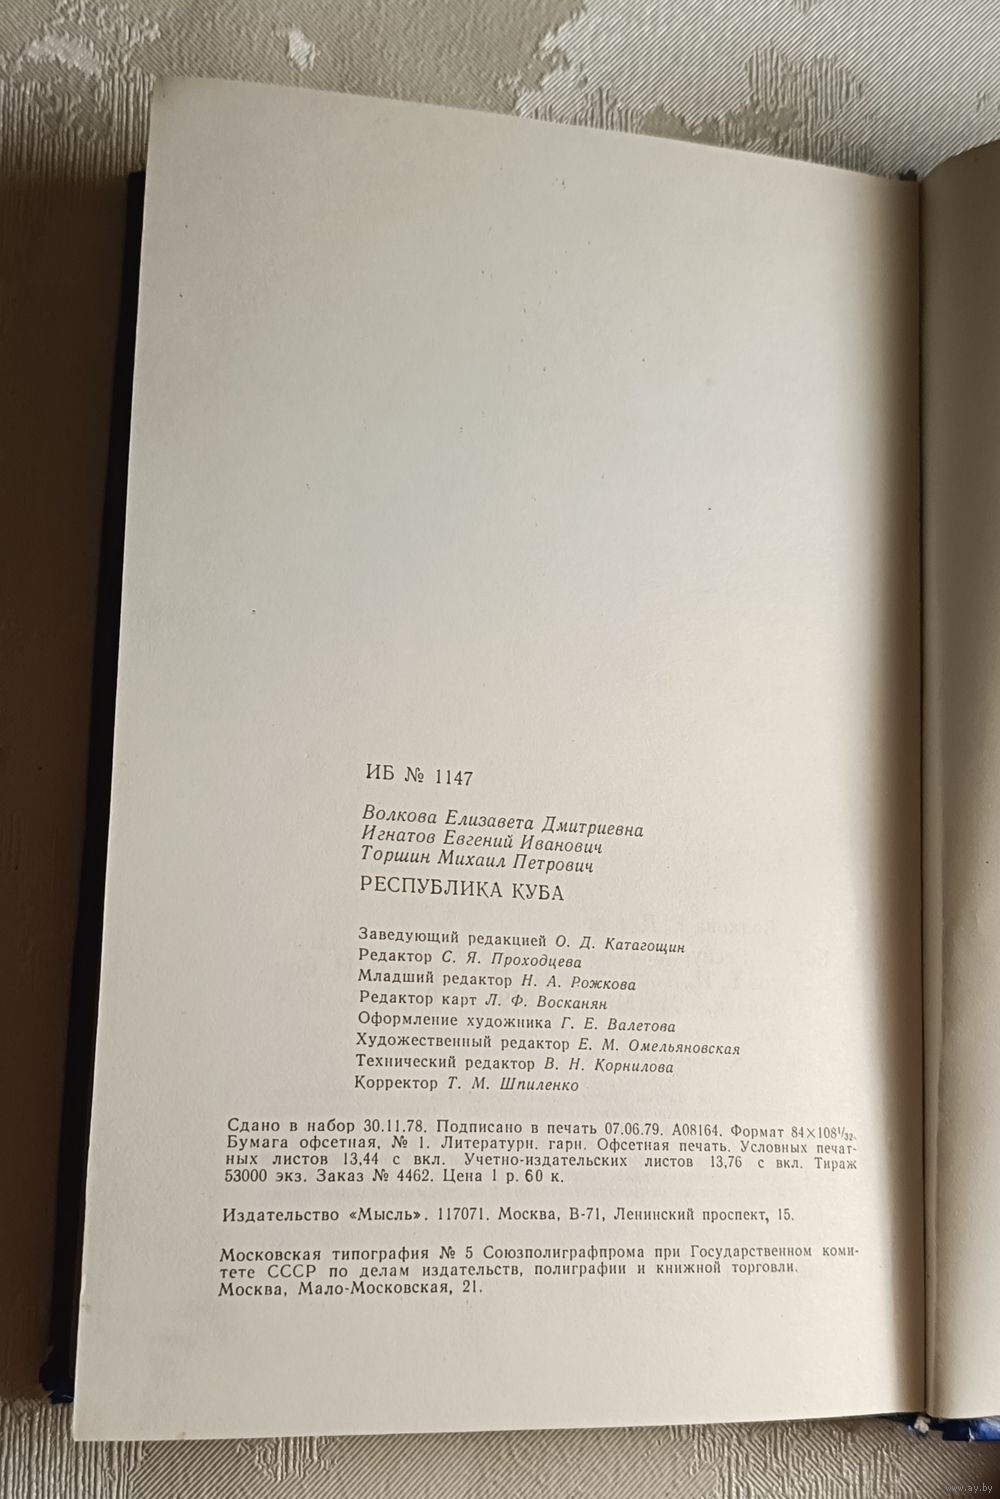 ИБ № 1147
Волкова Елизавета Дмитриевна
Игнатов Евгений Иванович
Торшин Михаил Петрович
РЕСПУБЛИКА КУБА
Заведующий редакцией О. Д. Катагощин
Редактор С. Я. Проходцева
Младший редактор Н. А. Рожкова
Редактор карт Л. Ф. Восканян
Оформление художника Г. Е. Валетова
Художественный редактор Е. М. Омельяновская
Технический редактор В. Н. Корнилова
Корректор Т. М. Шпиленко
Сдано в набор 30.11.78. Подписано в печать 07.06.79. А08164. Формат 84×108¹/₃₂.
Бумага офсетная, № 1. Литературн. гарн. Офсетная печать. Условных печат-
ных листов 13,44 с вкл. Учетно-издательских листов 13,76 с вкл. Тираж
53000 экз. Заказ № 4462. Цена 1 р. 60 к.
Издательство «Мысль». 117071. Москва, В-71, Ленинский проспект, 15.
Московская типография № 5 Союзполиграфпрома при Государственном коми-
тете СССР по делам издательств, полиграфии и книжной торговли.
Москва, Мало-Московская, 21.
www.ay.by